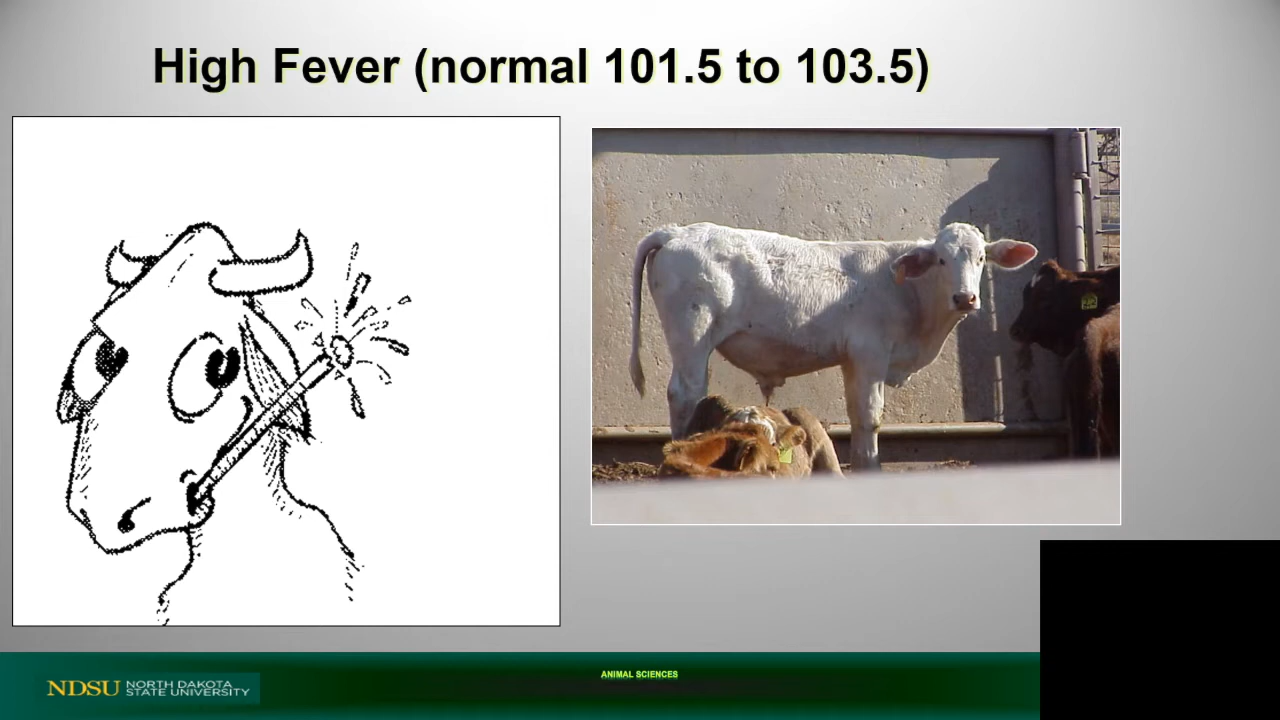 High Fever (normal 101.5 to 103.5)
NDSU NORTH DAKOTA
STATE UNIVERSITY
ANIMAL SCIENCES